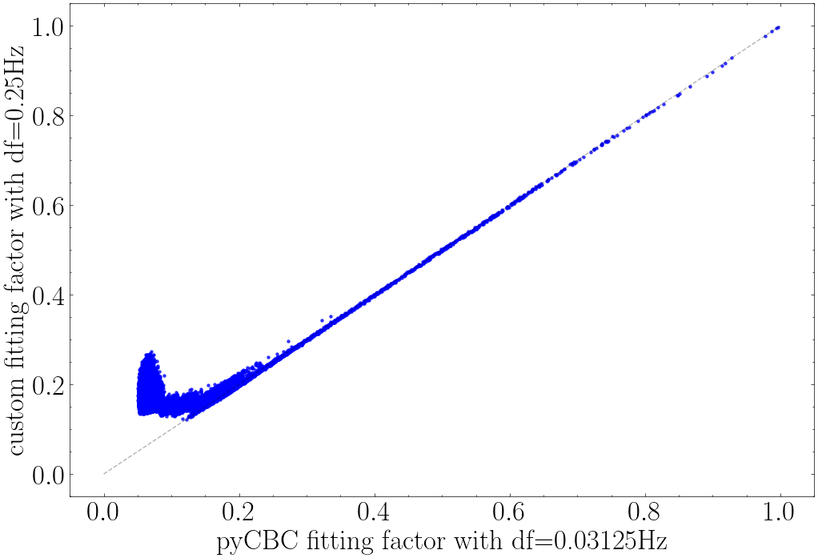 custom fitting factor with df=0.25Hz
1.0
0.8
0.6
0.4
0.2
0.0
0.0 0.2 0.4 0.6 0.8 1.0
pyCBC fitting factor with df=0.03125Hz